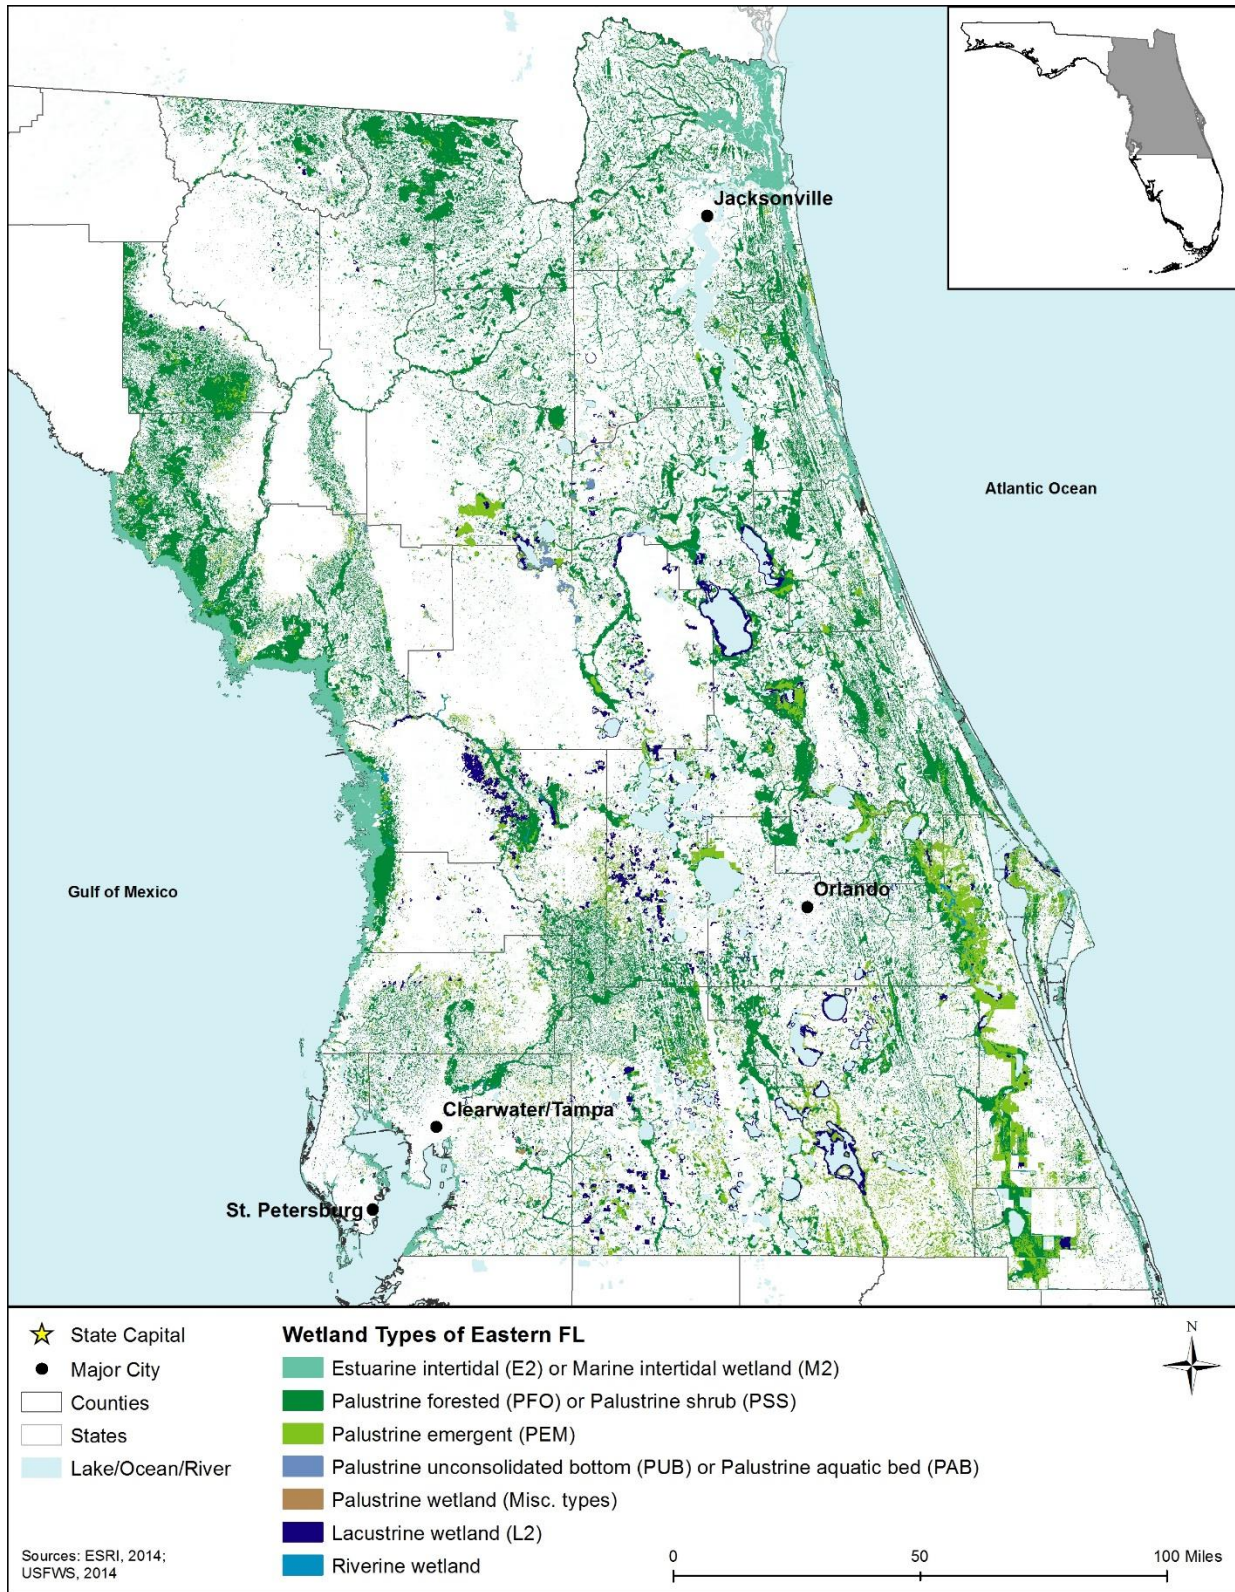 Jacksonville
Atlantic Ocean
Gulf of Mexico
Orlando
Clearwater/Tampa
St. Petersburg
State Capital
Major City
Counties
States
Lake/Ocean/River
Sources: ESRI, 2014;
USFWS, 2014
Wetland Types of Eastern FL
Estuarine intertidal (E2) or Marine intertidal wetland (M2)
Palustrine forested (PFO) or Palustrine shrub (PSS)
Palustrine emergent (PEM)
Palustrine unconsolidated bottom (PUB) or Palustrine aquatic bed (PAB)
Palustrine wetland (Misc. types)
Lacustrine wetland (L2)
Riverine wetland
N
0 50 100 Miles